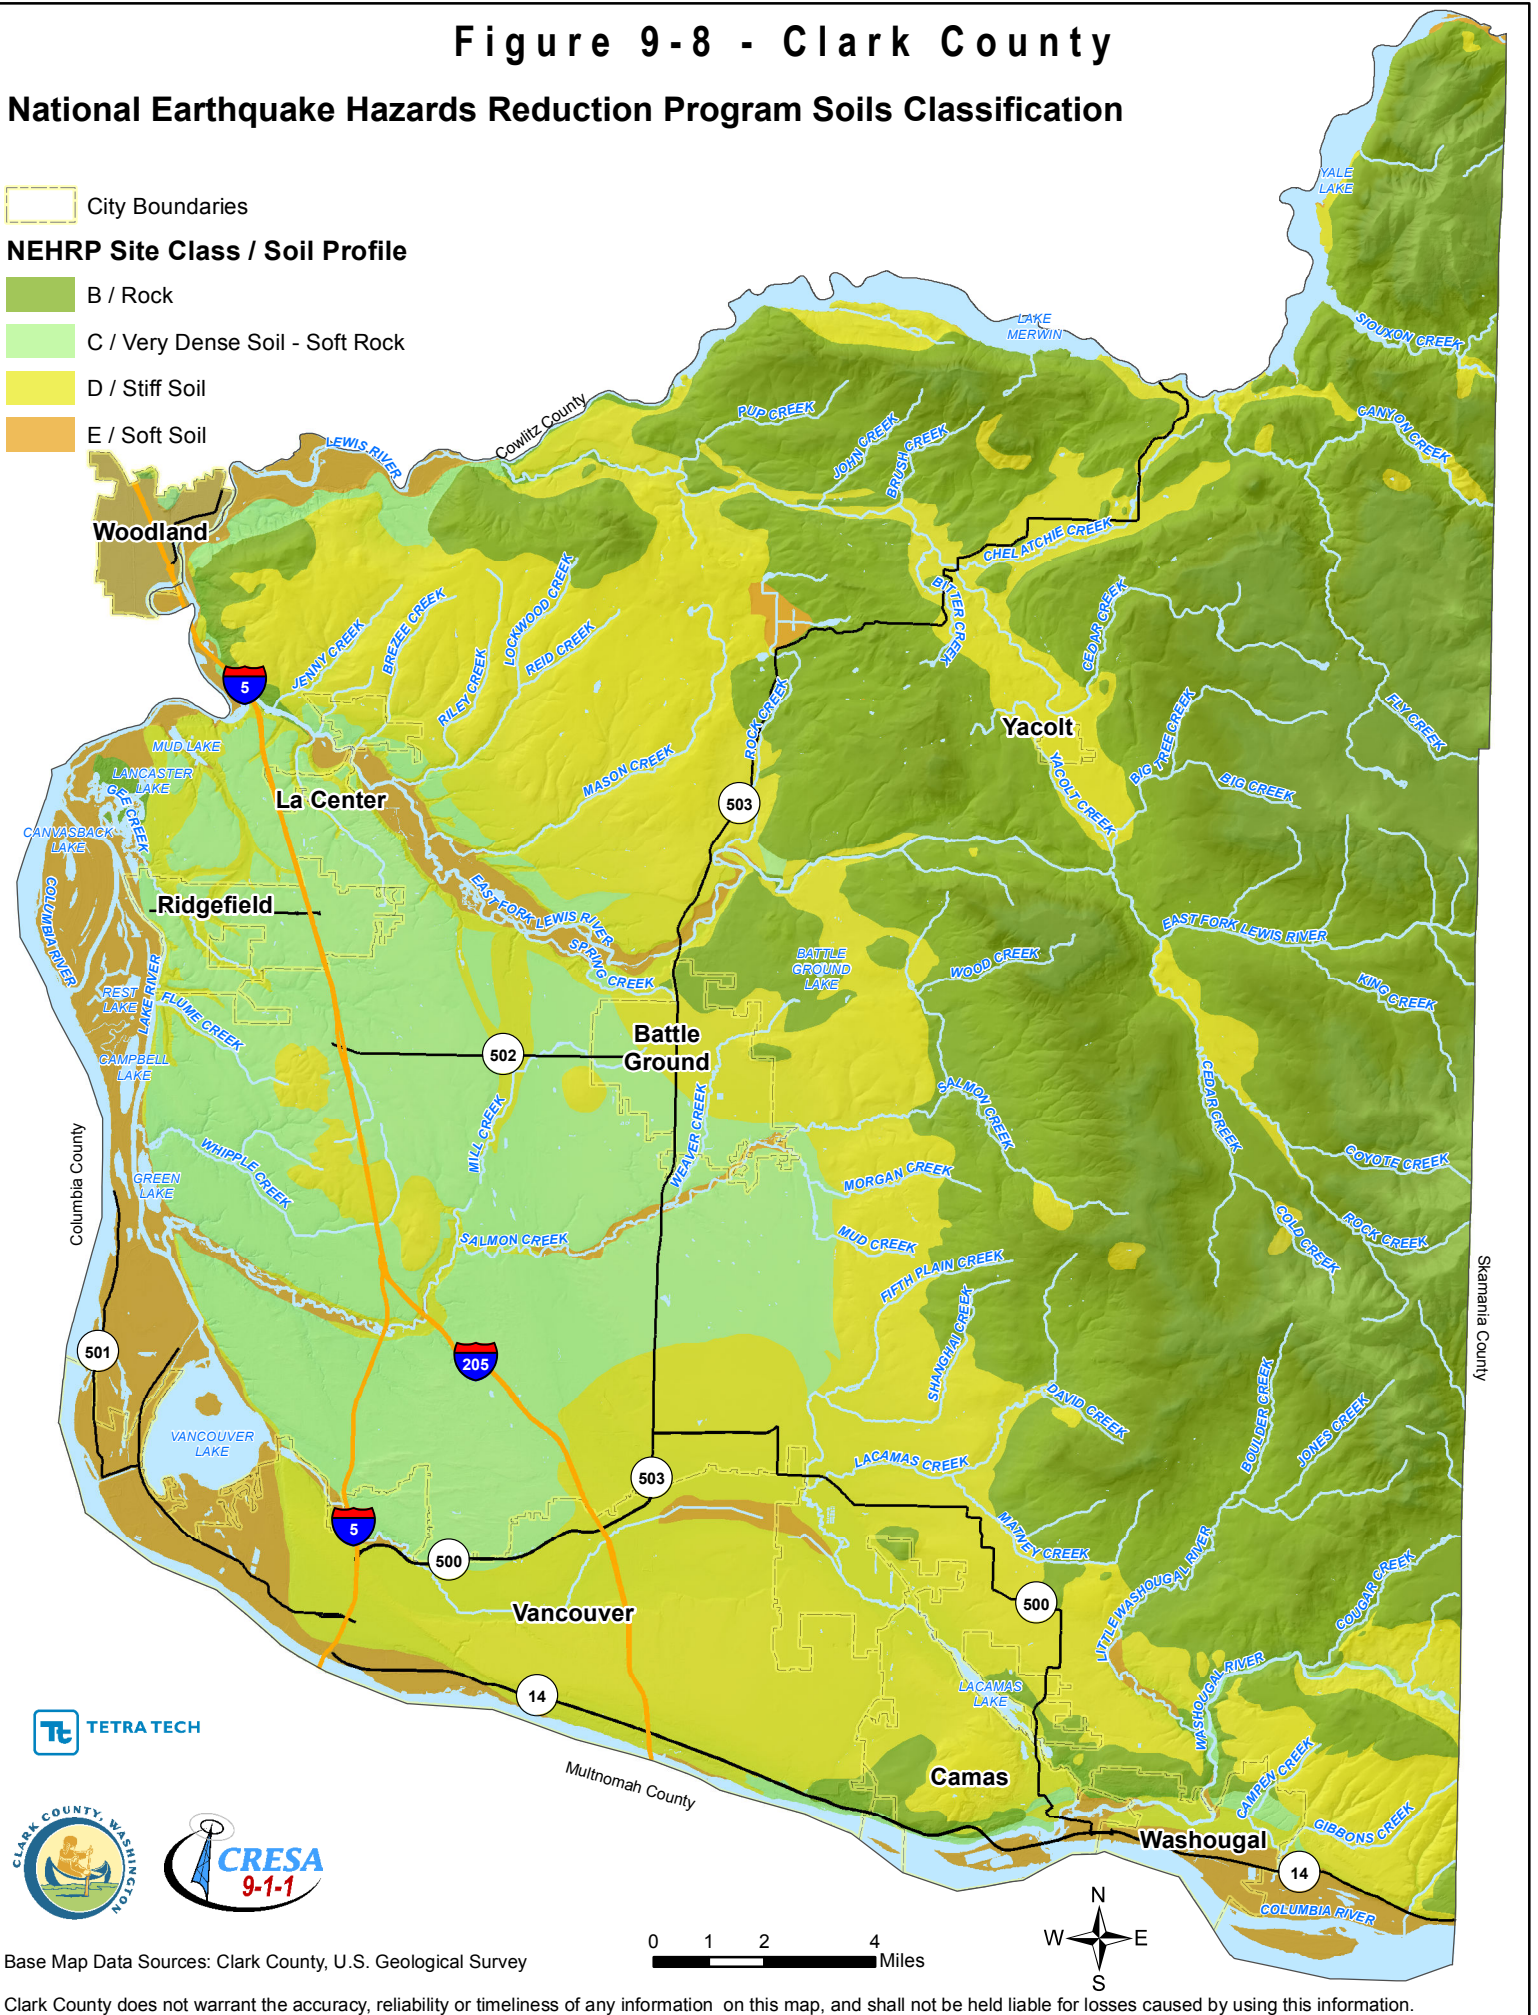 Figure 9-8 - Clark County
National Earthquake Hazards Reduction Program Soils Classification
City Boundaries
NEHRP Site Class / Soil Profile
B / Rock
C / Very Dense Soil - Soft Rock
D / Stiff Soil
E / Soft Soil
YALE
LAKE
SIOUXON CREEK
LAKE
MERWIN
CANYON CREEK
Cowlitz County
LEWIS RIVER
PUP CREEK
JOHN CREEK
BRUSH CREEK
Woodland
CHELATCHIE CREEK
BITTER CREEK
CEDAR CREEK
JENNY CREEK
BREZEE CREEK
LOCKWOOD CREEK
REID CREEK
RILEY CREEK
5
ROCK CREEK
Yacolt
BIG TREE CREEK
FLY CREEK
MUD LAKE
MASON CREEK
YACOLT CREEK
BIG CREEK
LANCASTER
LAKE
GEE CREEK
La Center
503
CANVASBACK
LAKE
COLUMBIA RIVER
Ridgefield
EAST FORK LEWIS RIVER
EAST FORK LEWIS RIVER
SPRING CREEK
BATTLE
GROUND
LAKE
WOOD CREEK
KING CREEK
REST
LAKE
LAKE RIVER
FLUME CREEK
Battle
Ground
502
CAMPBELL
LAKE
SALMON CREEK
CEDAR CREEK
MILL CREEK
WEAVER CREEK
WHIPPLE CREEK
COYOTE CREEK
Columbia County
GREEN
LAKE
MORGAN CREEK
SALMON CREEK
MUD CREEK
COLD CREEK
ROCK CREEK
FIFTH PLAIN CREEK
Skamania County
SHANGHAI CREEK
501
205
DAVID CREEK
BOULDER CREEK
JONES CREEK
VANCOUVER
LAKE
LACAMAS CREEK
503
5
500
MATNEY CREEK
LITTLE WASHOUGAL RIVER
COUGAR CREEK
500
Vancouver
WASHOUGAL RIVER
LACAMAS
LAKE
14
TETRA TECH
Multnomah County
Camas
CAMPEN CREEK
GIBBONS CREEK
Washougal
14
COLUMBIA RIVER
CLARK COUNTY, WASHINGTON
CRESA
9-1-1
N
W E
S
0 1 2 4
Miles
Base Map Data Sources: Clark County, U.S. Geological Survey
Clark County does not warrant the accuracy, reliability or timeliness of any information on this map, and shall not be held liable for losses caused by using this information.